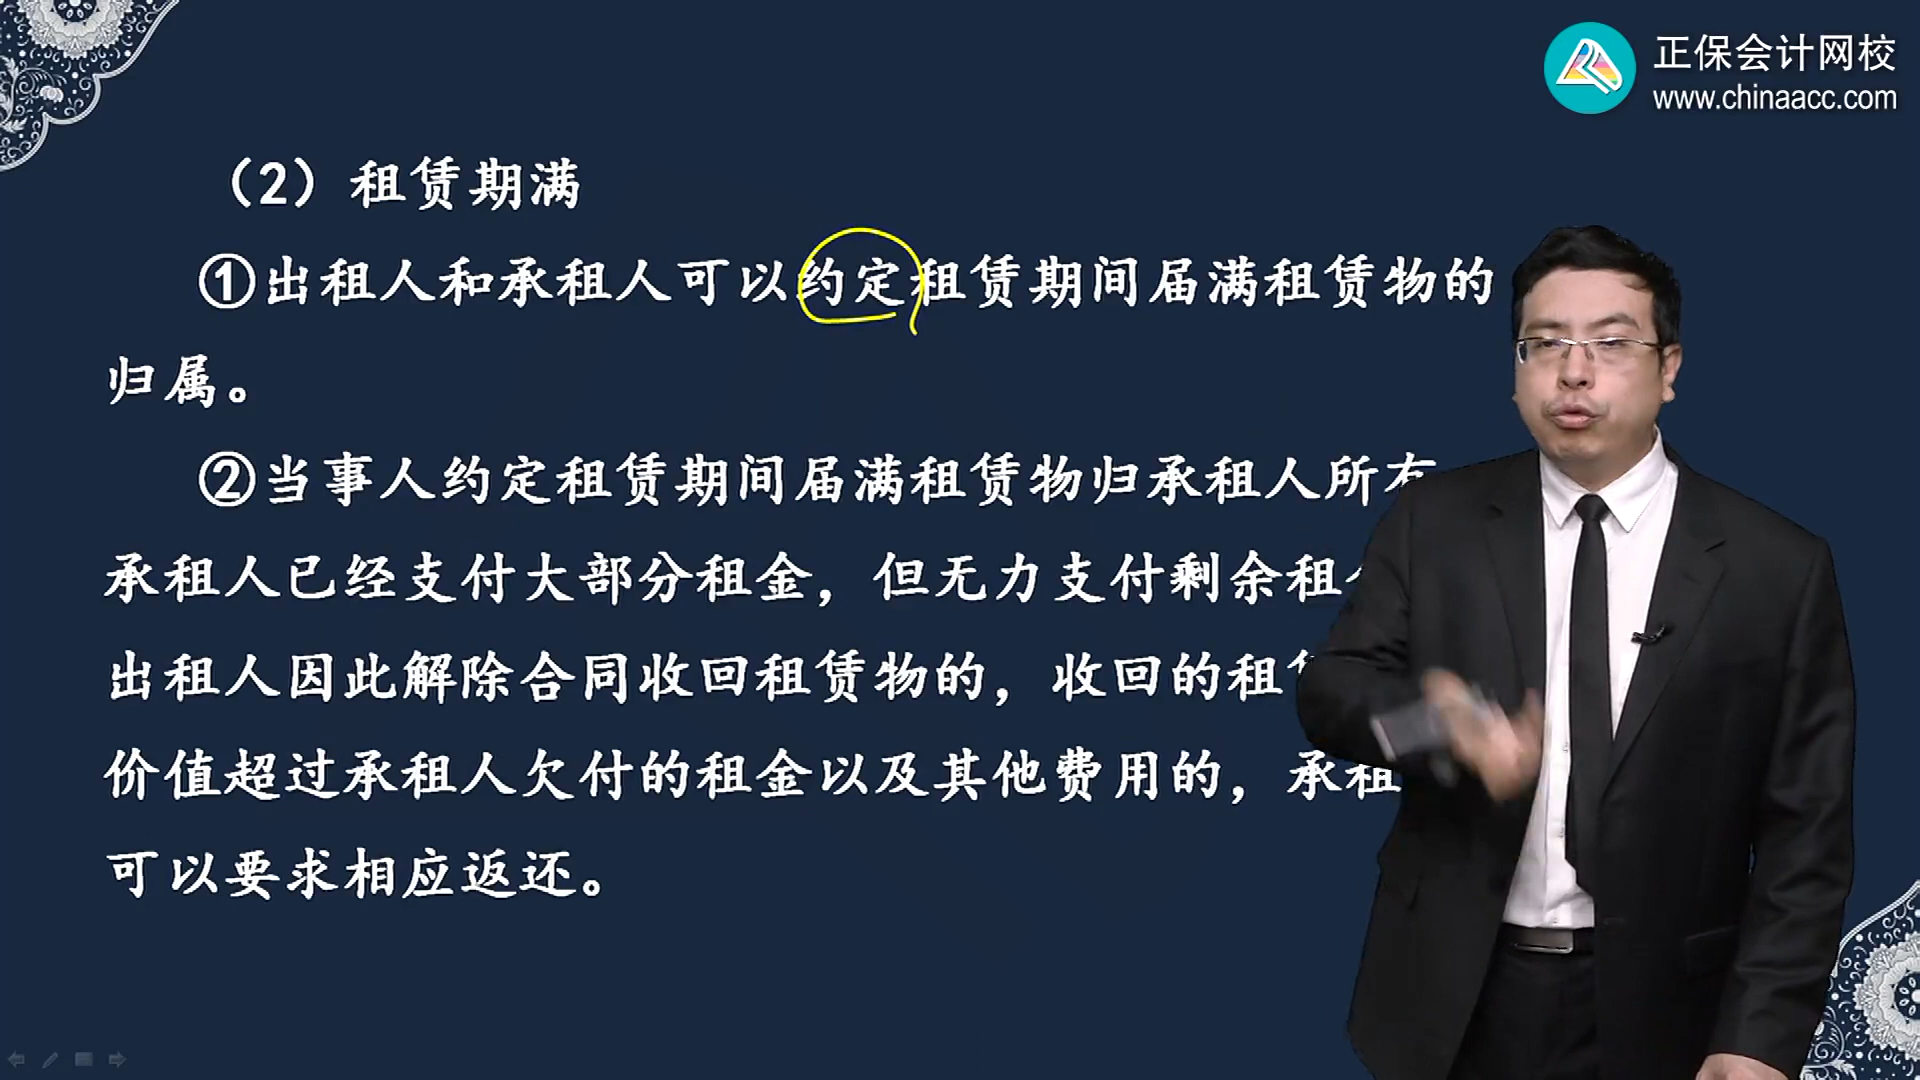 正保会计网校
www.chinaacc.com
（2）租赁期满
①出租人和承租人可以约定租赁期间届满租赁物的
归属。
②当事人约定租赁期间届满租赁物归承租人所有
承租人已经支付大部分租金，但无力支付剩余租
出租人因此解除合同收回租赁物的，收回的租
价值超过承租人欠付的租金以及其他费用的，承租
可以要求相应返还。